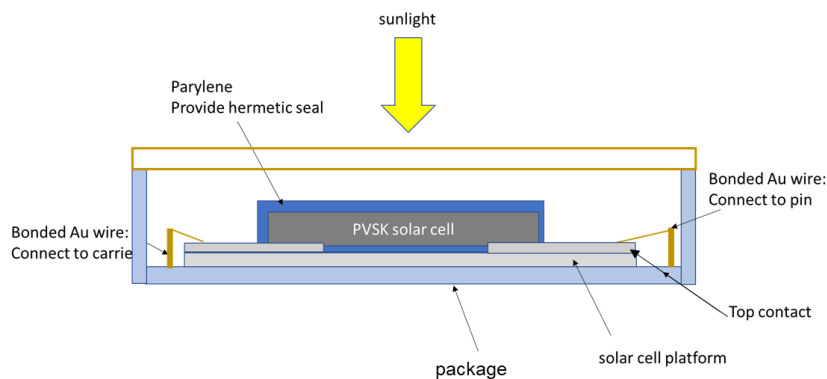 sunlight
Parylene
Provide hermetic seal
Bonded Au wire:
Connect to pin
PVSK solar cell
Bonded Au wire:
Connect to carrie
Top contact
solar cell platform
package